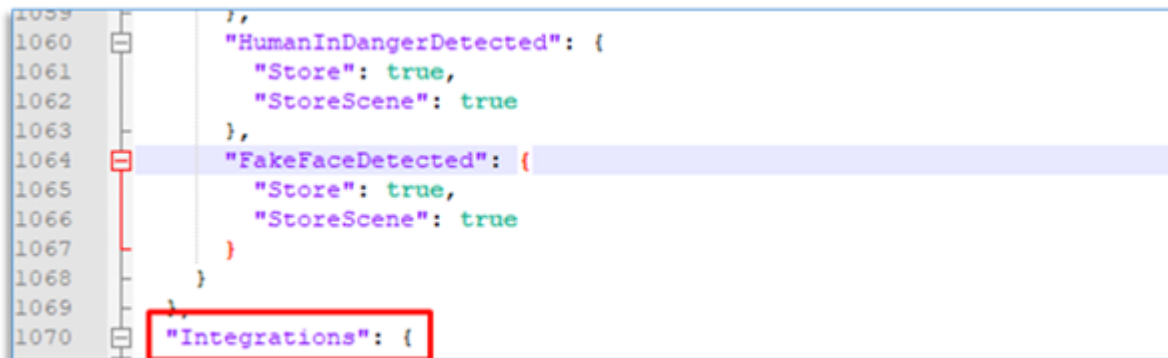 1059 },
1060 "HumanInDangerDetected": {
1061 "Store": true,
1062 "StoreScene": true
1063 },
1064 "FakeFaceDetected": {
1065 "Store": true,
1066 "StoreScene": true
1067 }
1068 }
1069 },
1070 "Integrations": {